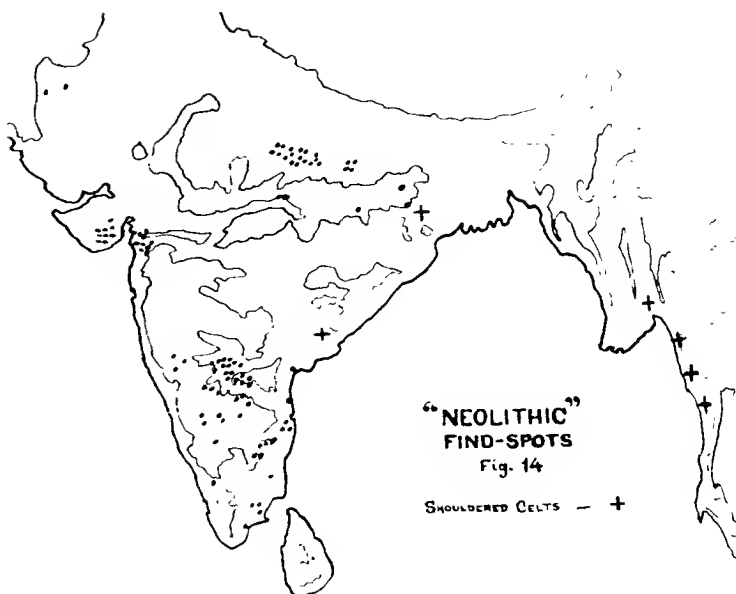 “NEOLITHIC”
FIND-SPOTS
Fig. 14
SHOULDERED CELTS – +